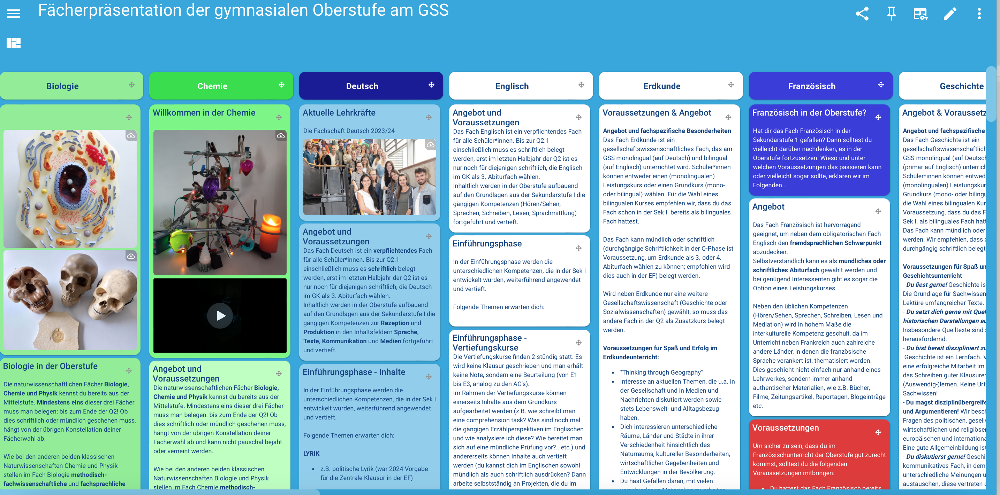 Fächerpräsentation der gymnasialen Oberstufe am GSS
Biologie
Biologie in der Oberstufe
Die naturwissenschaftlichen Fächer Biologie,
Chemie und Physik kennst du bereits aus der
Mittelstufe. Mindestens eins dieser drei Fächer
muss man belegen: bis zum Ende der Q2! Ob
dies schriftlich oder mündlich geschehen muss,
hängt von der übrigen Konstellation deiner
Fächerwahl ab.
Wie bei den anderen beiden klassischen
Naturwissenschaften Chemie und Physik
stellen im Fach Biologie methodisch-
fachwissenschaftliche und fachsprachliche
Chemie
Willkommen in der Chemie
Angebot und
Voraussetzungen
Die naturwissenschaftlichen Fächer Biologie,
Chemie und Physik kennst du bereits aus der
Mittelstufe. Mindestens eins dieser drei Fächer
muss man belegen: bis zum Ende der Q2! Ob
dies schriftlich oder mündlich geschehen muss,
hängt von der übrigen Konstellation deiner
Fächerwahl ab und kann nicht pauschal bejaht
oder verneint werden.
Wie bei den anderen beiden klassischen
Naturwissenschaften Biologie und Physik
stellen im Fach Chemie methodisch-
Deutsch
Aktuelle Lehrkräfte
Die Fachschaft Deutsch 2023/24
Angebot und
Voraussetzungen
Das Fach Deutsch ist ein verpflichtendes Fach
für alle Schüler*innen. Bis zur Q2.1
einschließlich muss es schriftlich belegt
werden, erst im letzten Halbjahr der Q2 ist es
nur noch für diejenigen schriftlich, die Deutsch
im GK als 3. Abiturfach wählen.
Inhaltlich werden in der Oberstufe aufbauend
auf den Grundlagen aus der Sekundarstufe I die
gängigen Kompetenzen zur Rezeption und
Produktion in den Inhaltsfeldern Sprache,
Texte, Kommunikation und Medien fortgeführt
und vertieft.
Einführungsphase - Inhalte
In der Einführungsphase werden die
unterschiedlichen Kompetenzen, die in der Sek I
entwickelt wurden, weiterführend angewendet
und vertieft.
Folgende Themen erwarten dich:
LYRIK
• z.B. politische Lyrik (war 2024 Vorgabe
für die Zentrale Klausur in der EF)
Englisch
Angebot und
Voraussetzungen
Das Fach Englisch ist ein verpflichtendes Fach
für alle Schüler*innen. Bis zur Q2.1
einschließlich muss es schriftlich belegt
werden, erst im letzten Halbjahr der Q2 ist es
nur noch für diejenigen schriftlich, die Englisch
im GK als 3. Abiturfach wählen.
Inhaltlich werden in der Oberstufe aufbauend
auf den Grundlagen aus der Sekundarstufe I die
gängigen Kompetenzen (Hören/Sehen,
Sprechen, Schreiben, Lesen, Sprachmittlung)
fortgeführt und vertieft.
Einführungsphase
In der Einführungsphase werden die
unterschiedlichen Kompetenzen, die in der Sek I
entwickelt wurden, weiterführend angewendet
und vertieft.
Folgende Themen erwarten dich:
Einführungsphase -
Vertiefungskurse
Die Vertiefungskurse finden 2-stündig statt. Es
wird keine Klausur geschrieben und man erhält
keine Note, sondern eine Beurteilung (von E1
bis E3, analog zu den AG's).
Im Rahmen der Vertiefungskurse können
einerseits Inhalte aus dem Grundkurs
aufgearbeitet werden (z.B. wie schreibt man
eine comprehension task? Was sind noch mal
die gängigen Erzählperspektiven im Englischen
und wie analysiere ich diese? Wie bereitet man
sich auf eine mündliche Prüfung vor?.. etc.) und
andererseits können Inhalte auch vertieft
werden (du kannst dich im Englischen sowohl
mündlich als auch schriftlich ausdrücken? Dann
arbeite selbstständig an Projekten, die du im
Erdkunde
Voraussetzungen & Angebot
Angebot und fachspezifische Besonderheiten
Das Fach Erdkunde ist ein
gesellschaftswissenschaftliches Fach, das am
GSS monolingual (auf Deutsch) und bilingual
(auf Englisch) unterrichtet wird. Schüler*innen
können entweder einen (monolingualen)
Leistungskurs oder einen Grundkurs (mono-
oder bilingual) wählen. Für die Wahl eines
bilingualen Kurses empfehlen wir, dass du das
Fach schon in der Sek I. bereits als bilinguales
Fach hattest.
Das Fach kann mündlich oder schriftlich
(durchgängige Schriftlichkeit in der Q-Phase ist
Voraussetzung, um Erdkunde als 3. oder 4.
Abiturfach wählen zu können; empfohlen wird
dies auch in der EF) belegt werden.
Wird neben Erdkunde nur eine weitere
Gesellschaftswissenschaft (Geschichte oder
Sozialwissenschaften) gewählt, so muss das
andere Fach in der Q2 als Zusatzkurs belegt
werden.
Voraussetzungen für Spaß und Erfolg im
Erdkundeunterricht:
• "Thinking through Geography"
• Interesse an aktuellen Themen, die u.a. in
der Gesellschaft und in Medien und
Nachrichten diskutiert werden sowie
stets Lebenswelt- und Alltagsbezug
haben.
• Dich interessieren unterschiedliche
Räume, Länder und Städte in ihrer
Verschiedenheit hinsichtlich des
Naturraums, kultureller Besonderheiten,
wirtschaftlicher Gegebenheiten und
Entwicklungen in der Bevölkerung.
• Du hast Gefallen daran, mit vielen
Französisch
Französisch in der Oberstufe?
Hat dir das Fach Französisch in der
Sekundarstufe 1 gefallen? Dann solltest du
vielleicht darüber nachdenken, es in der
Oberstufe fortzusetzen. Wieso und unter
welchen Voraussetzungen das passieren kann
oder vielleicht sogar sollte, erklären wir im
Folgenden...
Angebot
Das Fach Französisch ist hervorragend
geeignet, um neben dem obligatorischen Fach
Englisch den fremdsprachlichen Schwerpunkt
abzudecken.
Selbstverständlich kann es als mündliches oder
schriftliches Abiturfach gewählt werden und
bei genügend Interessenten gibt es sogar die
Option eines Leistungskurses.
Neben den üblichen Kompetenzen
(Hören/Sehen, Sprechen, Schreiben, Lesen und
Mediation) wird in hohem Maße die
interkulturelle Kompetenz geschult, da im
Unterricht neben Frankreich auch zahlreiche
andere Länder, in denen die französische
Sprache verankert ist, thematisiert werden.
Dies geschieht nicht einfach nur anhand eines
Lehrwerkes, sondern immer anhand
authentischer Materialien, wie z.B. Bücher,
Filme, Zeitungsartikel, Reportagen, Blogeinträge
etc.
Voraussetzungen
Um sicher zu sein, dass du im
Französischunterricht der Oberstufe gut zurecht
kommst, solltest du die folgenden
Voraussetzungen mitbringen:
• Du hattest das Fach Französisch bereits
Geschichte
Angebot & Voraussetz
Angebot und fachspezifische
Das Fach Geschichte ist ein
gesellschaftswissenschaftlich
GSS monolingual (auf Deutsch
(primär auf Englisch) unterrich
Schüler*innen können entwed
(monolingualen) Leistungskur
Grundkurs (mono- oder bilingu
die Wahl eines bilingualen Kur
Voraussetzung, dass du das F
Sek I. als bilinguales Fach hatt
Das Fach kann mündlich oder
werden. Wir empfehlen, dass
durchgängig schriftlich belegt
Voraussetzungen für Spaß un
Geschichtsunterricht
- Du liest gerne! Geschichte is
Die Grundlage für Sachwissen
Lektüre umfangreicher Texte.
- Du setzt dich gerne mit Quel
historischen Darstellungen au
Insbesondere Quelltexte sind
herausfordernd.
- Du bist bereit diszipliniert zu
Geschichte ist ein Lernfach. V
eine erfolgreiche Mitarbeit im
das Schreiben guter Klausuren
(Auswendig-)lernen. Keine Urt
Sachwissen!
- Du magst disziplinübergreife
und Argumentieren! Wir besch
Fragen des politischen, gesells
wirtschaftlichen und religiösen
europäischen und internationa
Eine gute Allgemeinbildung ist
- Du diskutierst gerne! Geschi
kommunikatives Fach, in dem
unterschiedliche Meinungen u
austauschen, diese vertreten